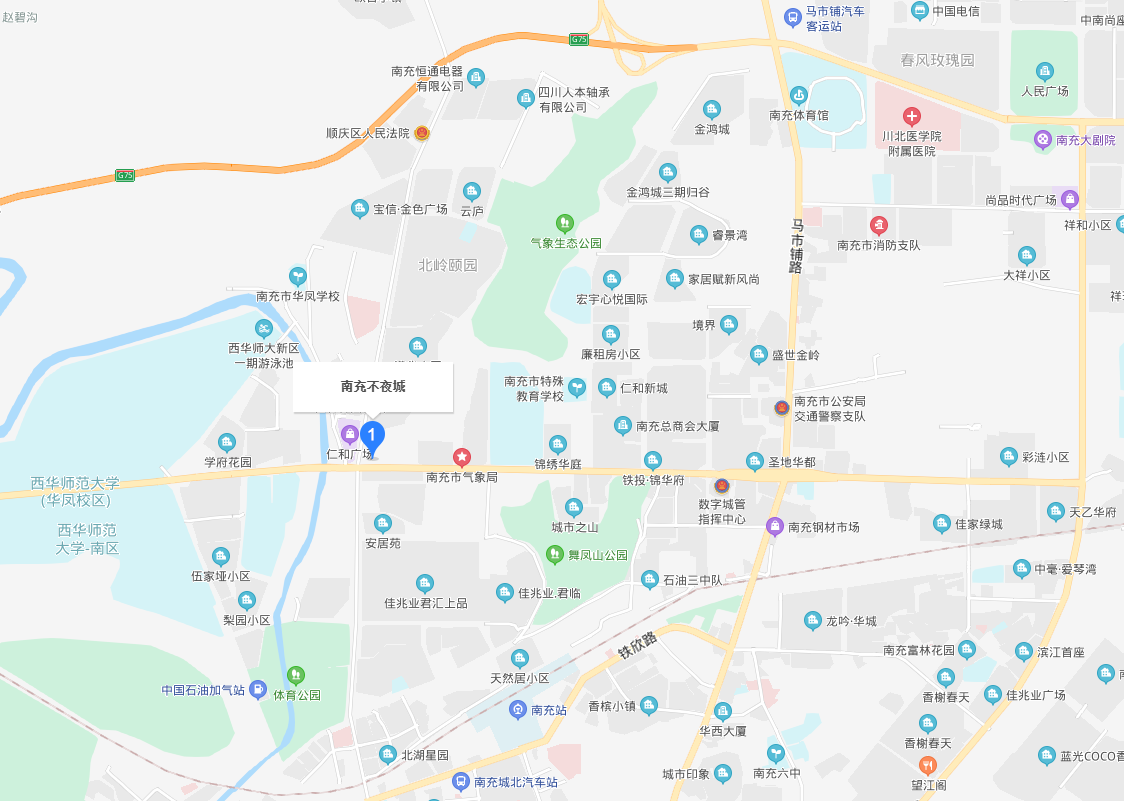 赵碧沟
马市铺汽车
客运站
中国电信
中南尚座
G75
春风玫瑰园
南充恒通电器
有限公司
四川人本轴承
有限公司
人民广场
金鸿城
南充体育馆
顺庆区人民法院
川北医学院
附属医院
南充大剧院
G75
金鸿城三期归谷
尚品时代广场
宝信·金色广场
云庐
祥和小区
气象生态公园
睿景湾
马市铺路
南充市消防支队
北岭颐园
大祥小区
家居赋新风尚
南充市华凤学校
宏宇心悦国际
境界
西华师大新区
一期游泳池
廉租房小区
盛世金岭
南充不夜城
南充市特殊
教育学校
仁和新城
南充市公安局
交通警察支队
南充总商会大厦
1
仁和广场
学府花园
锦绣华庭
圣地华都
彩涟小区
南充市气象局
铁投·锦华府
西华师范大学
(华凤校区)
数字城管
指挥中心
天乙华府
城市之山
南充钢材市场
佳家绿城
西华师范
大学-南区
安居苑
舞凤山公园
伍家垭小区
石油三中队
中毫·爱琴湾
佳兆业君汇上品
佳兆业.君临
梨园小区
龙吟·华城
铁欣路
南充富林花园
滨江首座
天然居小区
中国石油加气站
体育公园
香榭春天
佳兆业广场
南充站
香槟小镇
华西大厦
香榭春天
北湖星园
蓝光COCO香
城市印象
南充六中
南充城北汽车站
望江阁